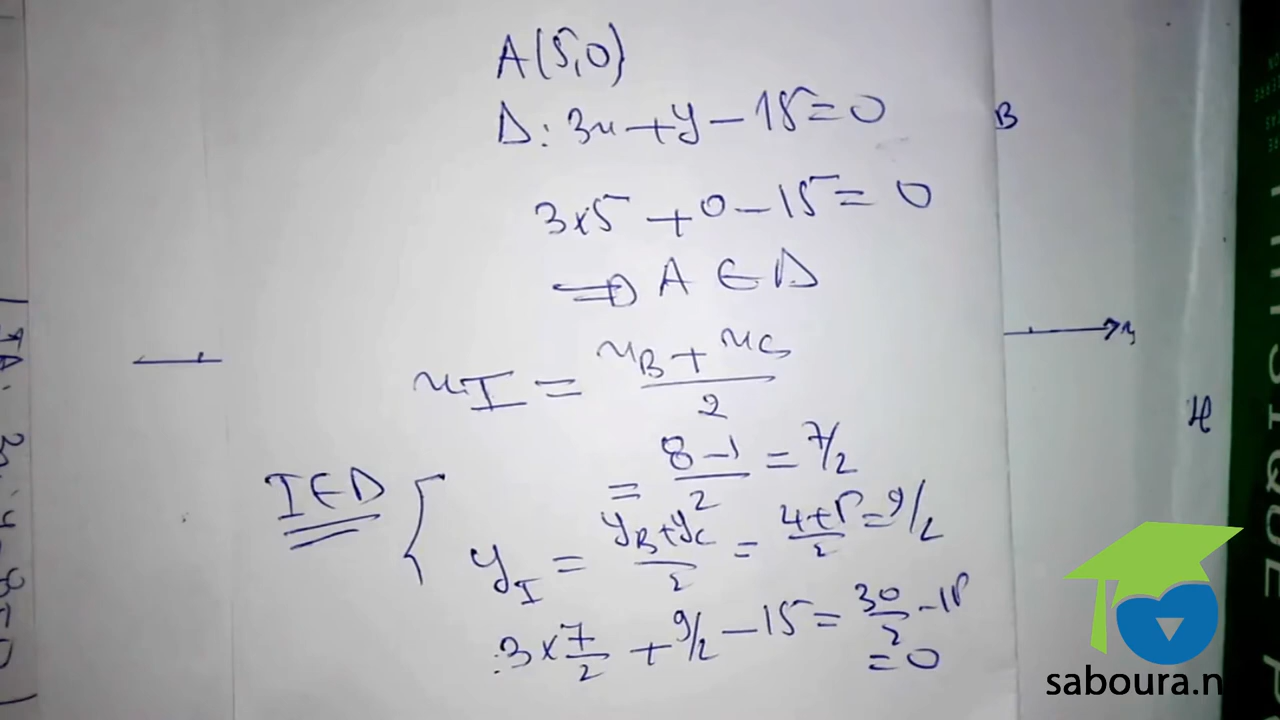 A(5,0)
D: 3x + y - 15 = 0
3×5 + 0 - 15 = 0
⟹ A ∈ D
x_I = (x_B + x_C)/2
= (8 - 1)/2 = 7/2
I ∈ D { y_I = (y_B + y_C)/2 = (4 + 5)/2 = 9/2
3 × 7/2 + 9/2 - 15 = 30/2 - 15
= 0
B
H
saboura.n